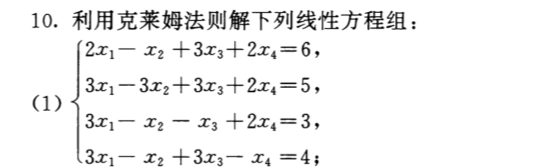 10. 利用克莱姆法则解下列线性方程组：
(1) { 2x₁− x₂ +3x₃+2x₄=6,
3x₁−3x₂+3x₃+2x₄=5,
3x₁− x₂ − x₃ +2x₄=3,
3x₁− x₂ +3x₃− x₄ =4;